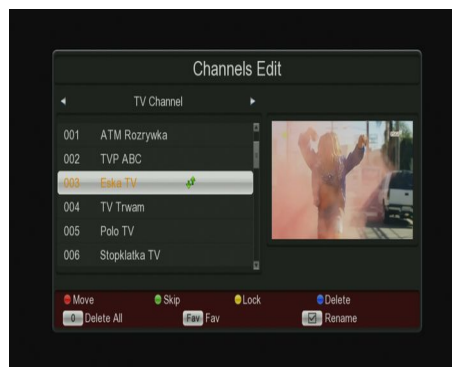 Channels Edit
TV Channel
001 ATM Rozrywka
002 TVP ABC
003 Eska TV
004 TV Trwam
005 Polo TV
006 Stopklatka TV
Move Skip Lock Delete
0 Delete All Fav Fav Rename